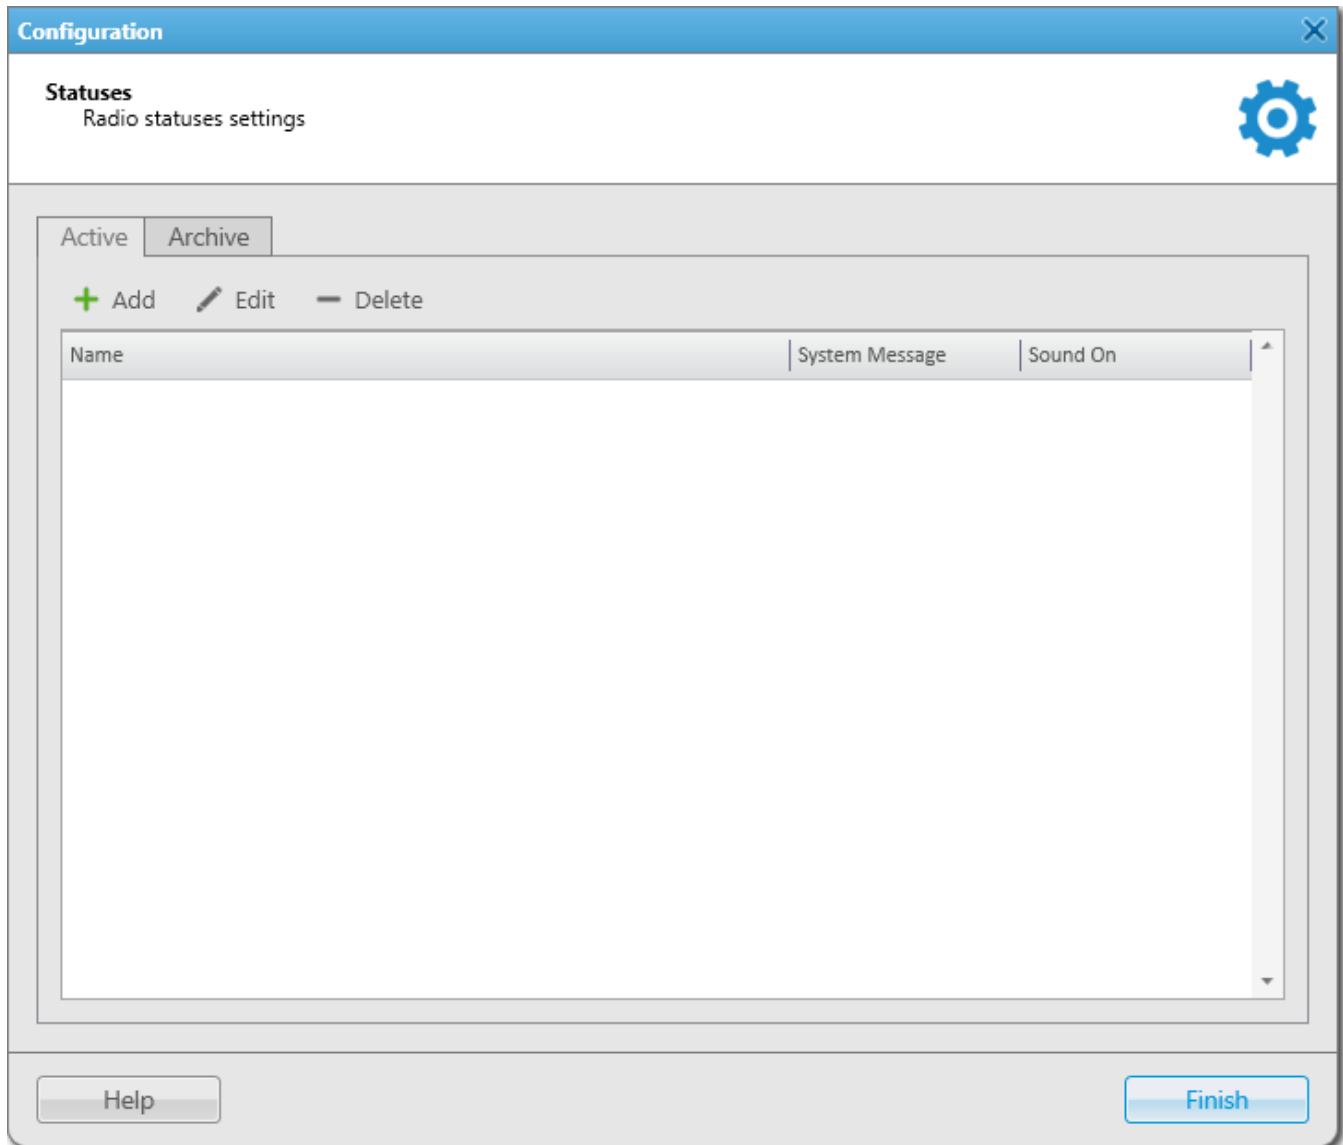 Configuration
Statuses
Radio statuses settings
Active Archive
Add Edit Delete
Name System Message Sound On
Help Finish